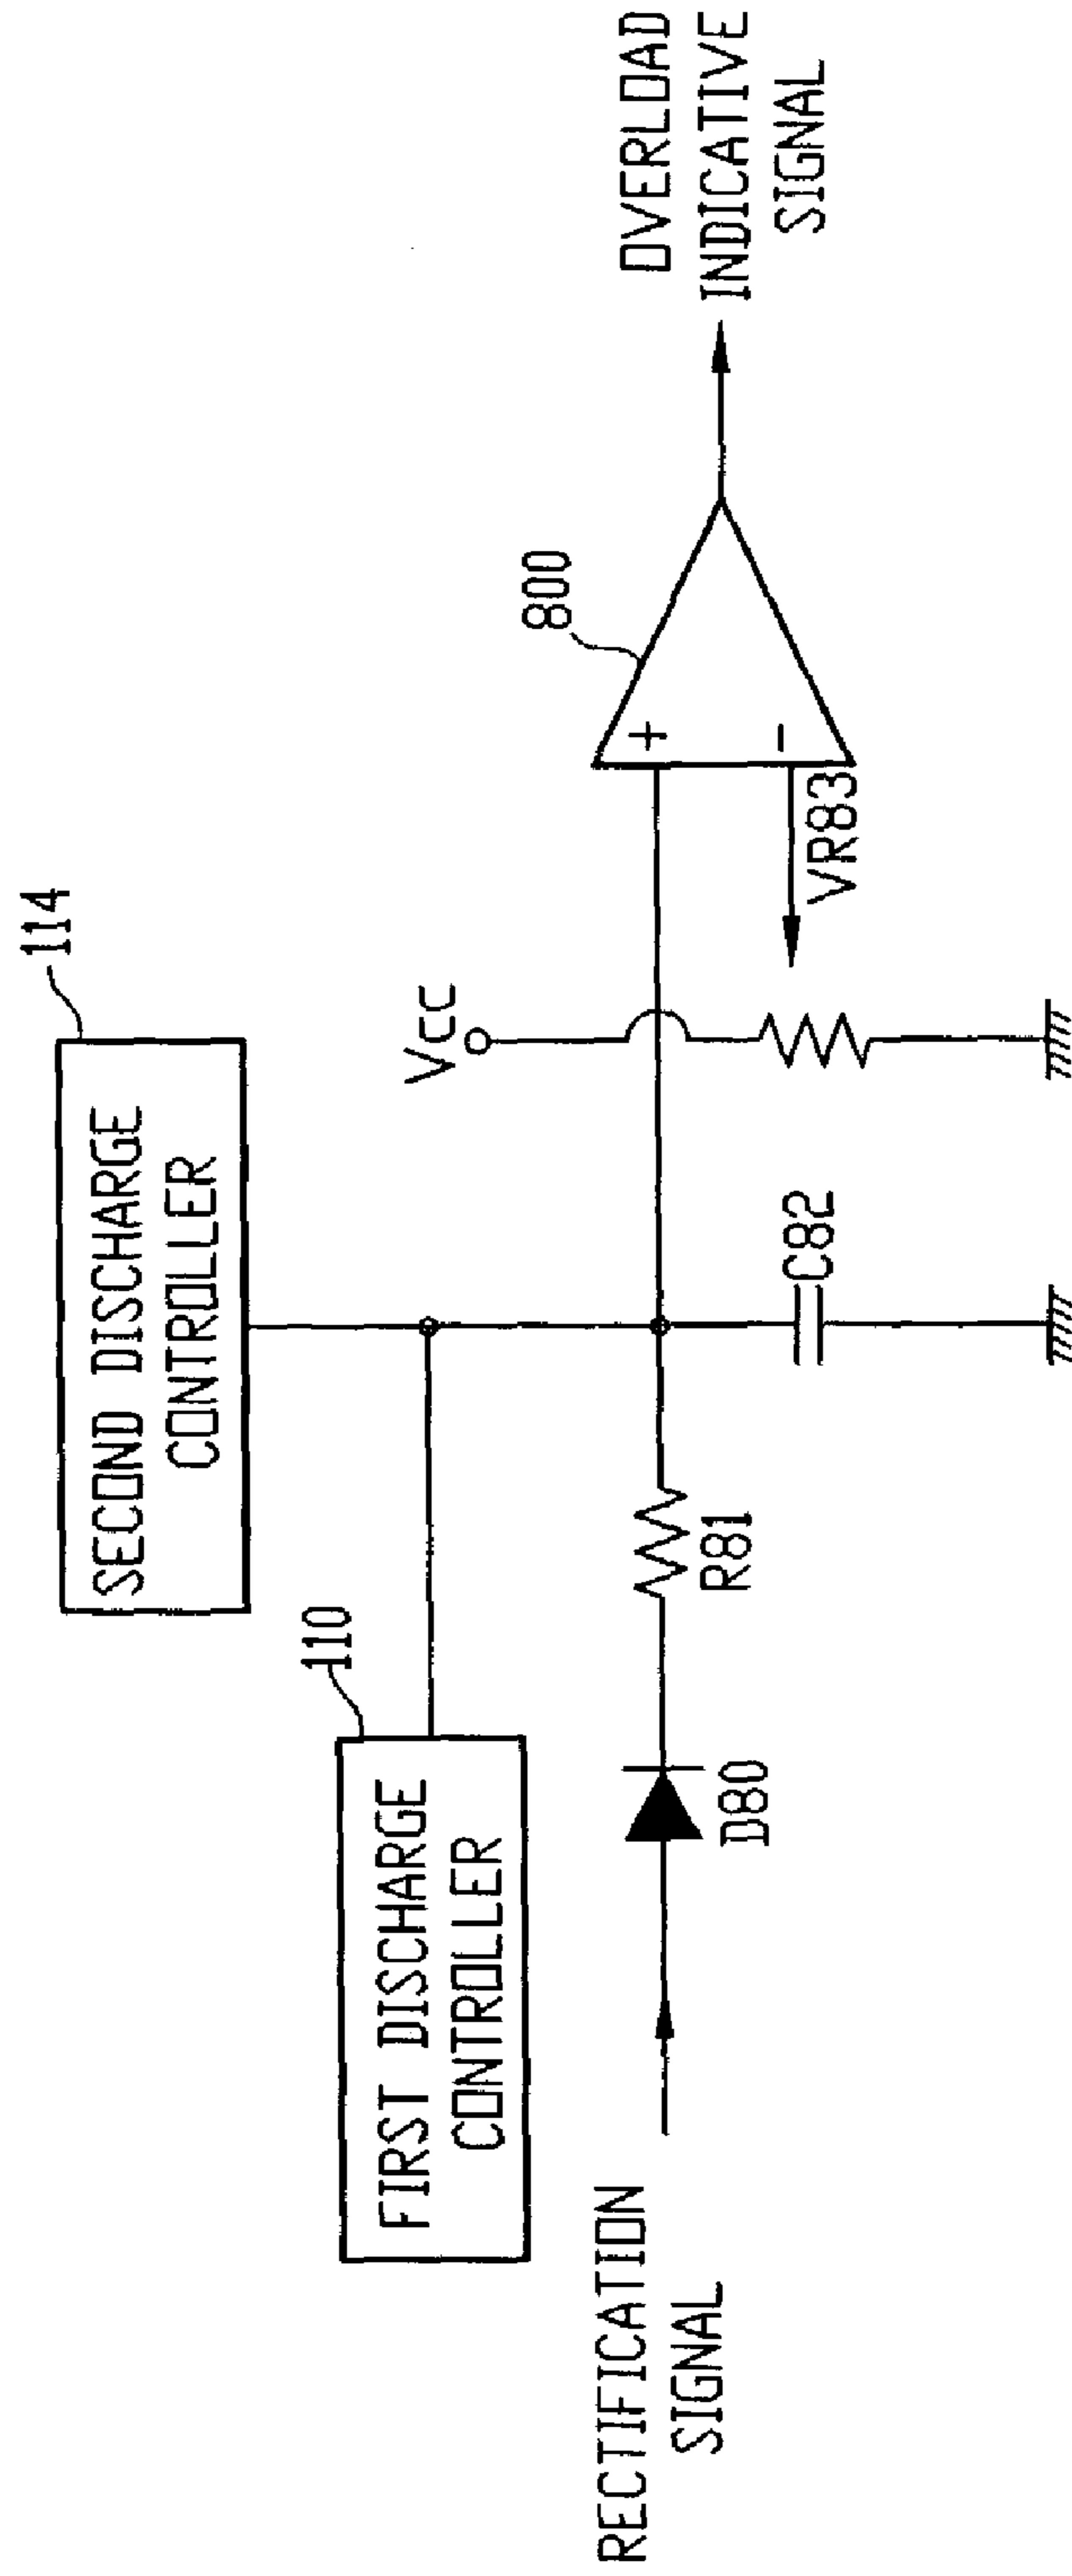 SECOND DISCHARGE
CONTROLLER
114
FIRST DISCHARGE
CONTROLLER
110
Vcc
800
RECTIFICATION
SIGNAL
D80
R81
C82
VR83
+
-
OVERLOAD
INDICATIVE
SIGNAL